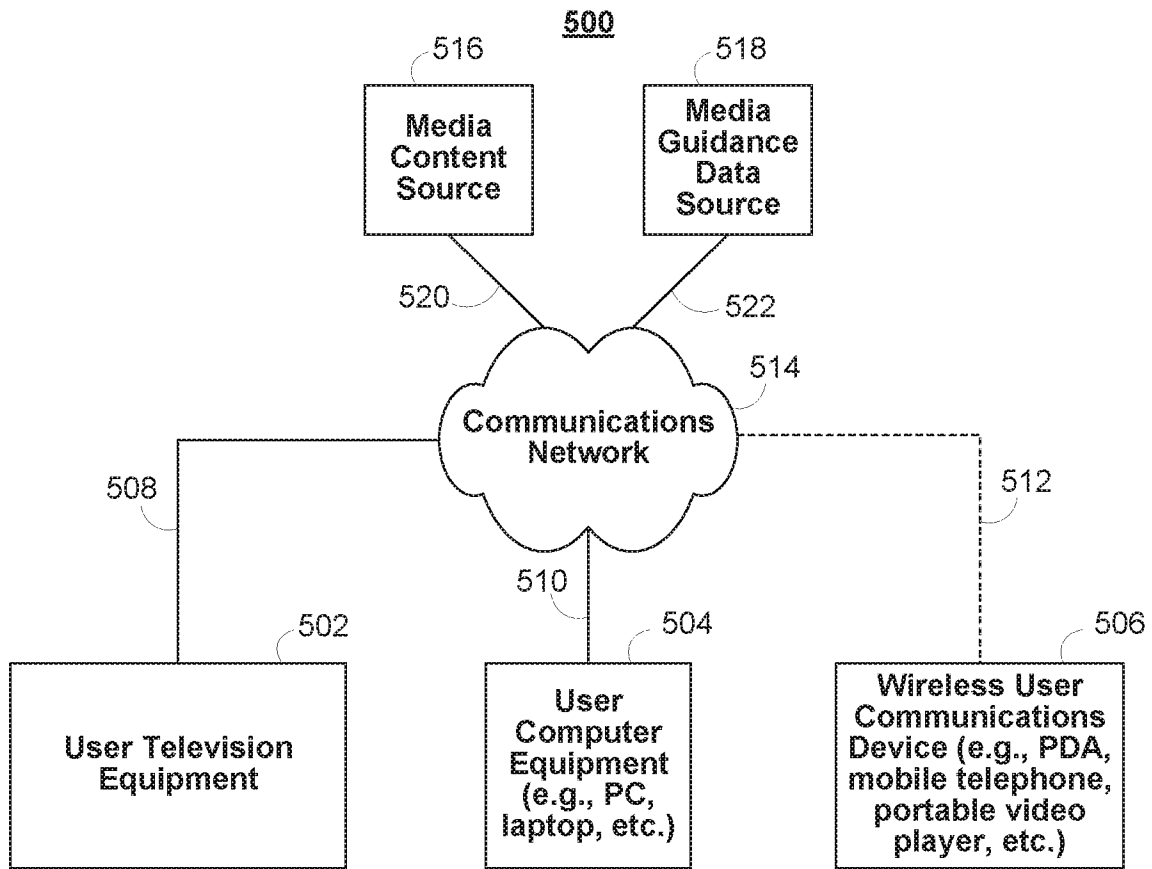 500
516
518
Media
Content
Source
Media
Guidance
Data
Source
520
522
514
Communications
Network
508
512
510
502
504
506
User Television
Equipment
User
Computer
Equipment
(e.g., PC,
laptop, etc.)
Wireless User
Communications
Device (e.g., PDA,
mobile telephone,
portable video
player, etc.)